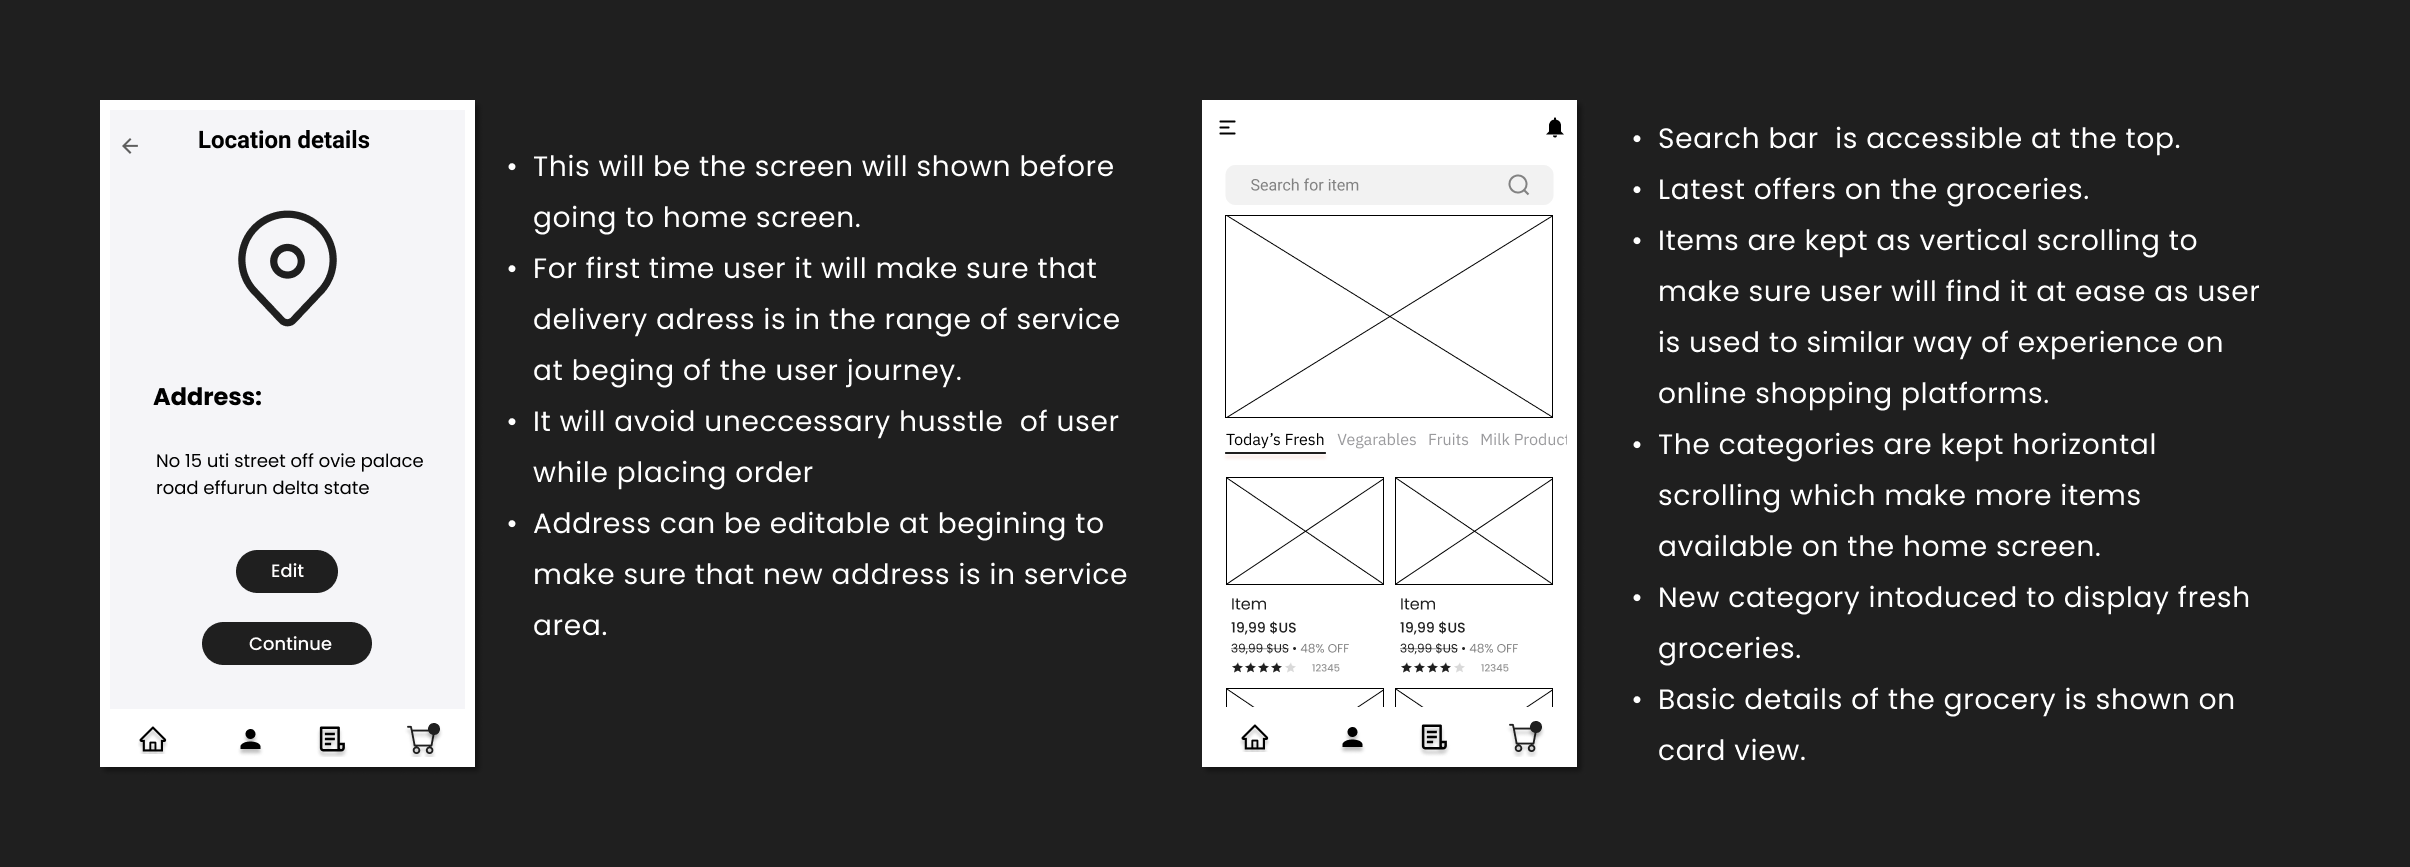 Location details
Address:
No 15 uti street off ovie palace
road effurun delta state
Edit
Continue
• This will be the screen will shown before
going to home screen.
• For first time user it will make sure that
delivery adress is in the range of service
at beging of the user journey.
• It will avoid uneccessary husstle  of user
while placing order
• Address can be editable at begining to
make sure that new address is in service
area.
Search for item
Today's Fresh Vegarables Fruits Milk Product
Item Item
19,99 $US 19,99 $US
39,99 $US • 48% OFF 39,99 $US • 48% OFF
12345 12345
• Search bar  is accessible at the top.
• Latest offers on the groceries.
• Items are kept as vertical scrolling to
make sure user will find it at ease as user
is used to similar way of experience on
online shopping platforms.
• The categories are kept horizontal
scrolling which make more items
available on the home screen.
• New category intoduced to display fresh
groceries.
• Basic details of the grocery is shown on
card view.